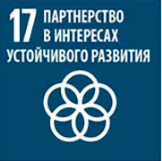 17 ПАРТНЕРСТВО
В ИНТЕРЕСАХ
УСТОЙЧИВОГО РАЗВИТИЯ